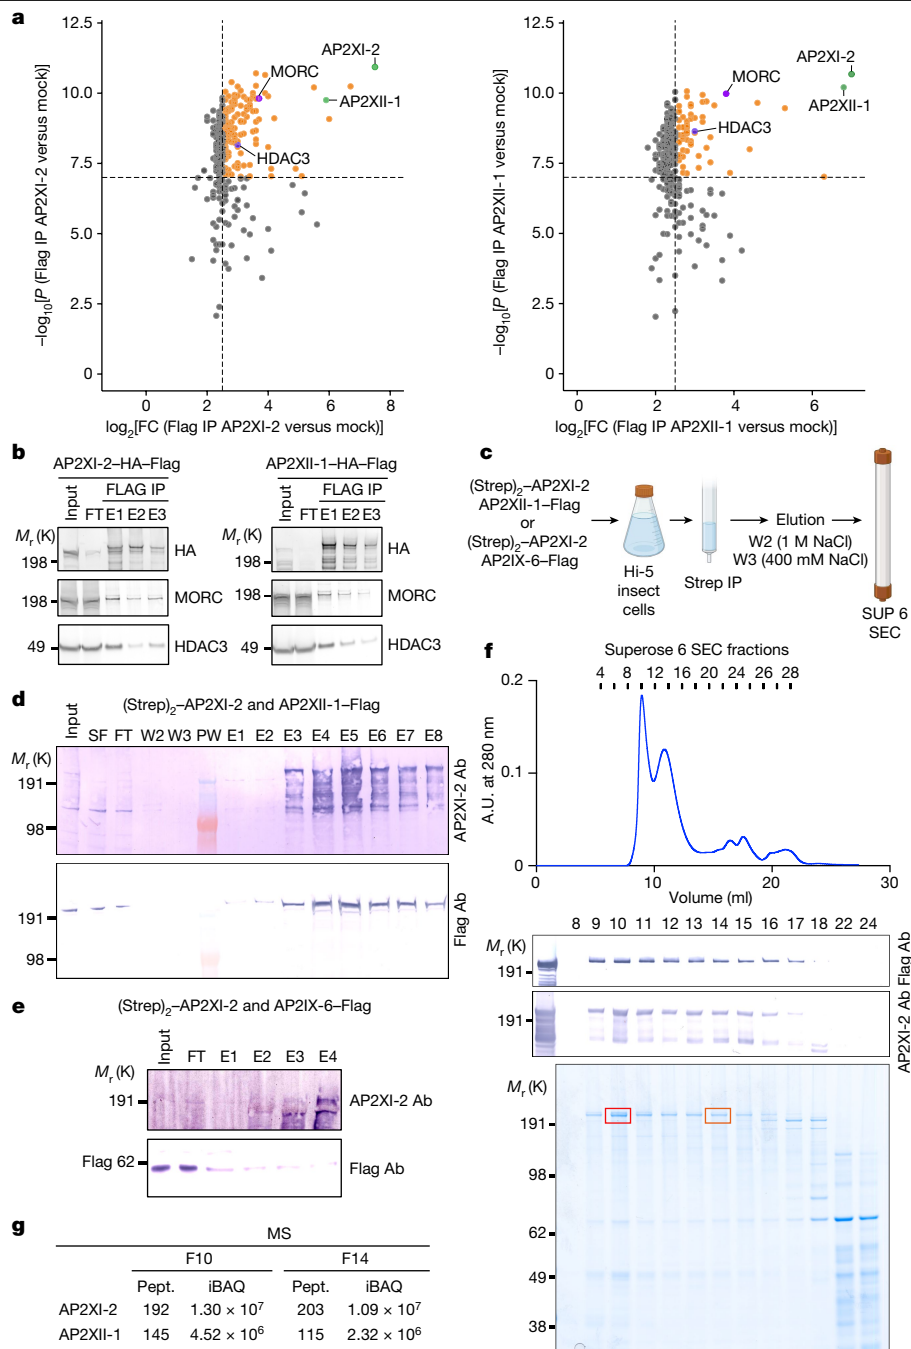 a
12.5
10.0
7.5
5.0
2.5
0
0
2
4
6
8
–log10[P (Flag IP AP2XI-2 versus mock)]
log2[FC (Flag IP AP2XI-2 versus mock)]
AP2XI-2
MORC
AP2XII-1
HDAC3
12.5
10.0
7.5
5.0
2.5
0
0
2
4
6
–log10[P (Flag IP AP2XII-1 versus mock)]
log2[FC (Flag IP AP2XII-1 versus mock)]
AP2XI-2
MORC
AP2XII-1
HDAC3
b
AP2XI-2–HA–Flag
Input
FLAG IP
FT E1 E2 E3
Mr (K)
198
HA
198
MORC
49
HDAC3
AP2XII-1–HA–Flag
Input
FLAG IP
FT E1 E2 E3
Mr (K)
198
HA
198
MORC
49
HDAC3
c
(Strep)2–AP2XI-2
AP2XII-1–Flag
or
(Strep)2–AP2XI-2
AP2IX-6–Flag
Hi-5
insect
cells
Strep IP
Elution
W2 (1 M NaCl)
W3 (400 mM NaCl)
SUP 6
SEC
d
(Strep)2–AP2XI-2 and AP2XII-1–Flag
Input SF FT W2 W3 PW E1 E2 E3 E4 E5 E6 E7 E8
Mr (K)
191
98
AP2XI-2 Ab
191
98
Flag Ab
e
(Strep)2–AP2XI-2 and AP2IX-6–Flag
Input FT E1 E2 E3 E4
Mr (K)
191
AP2XI-2 Ab
Flag 62
Flag Ab
f
Superose 6 SEC fractions
4 8 12 16 20 24 28
0.2
0.1
0
A.U. at 280 nm
0 10 20 30
Volume (ml)
8 9 10 11 12 13 14 15 16 17 18 22 24
Mr (K)
191
Flag Ab
191
AP2XI-2 Ab
Mr (K)
191
98
62
49
38
g
MS
F10 F14
Pept. iBAQ Pept. iBAQ
AP2XI-2 192 1.30 × 10⁷ 203 1.09 × 10⁷
AP2XII-1 145 4.52 × 10⁶ 115 2.32 × 10⁶